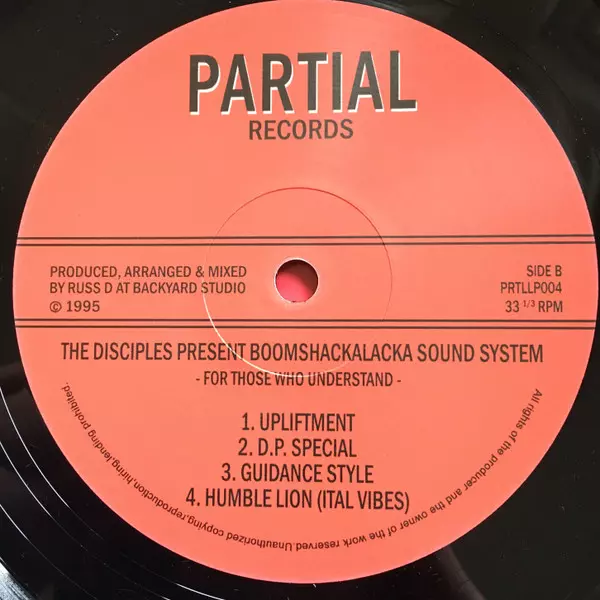 PARTIAL
RECORDS
PRODUCED, ARRANGED & MIXED
BY RUSS D AT BACKYARD STUDIO
© 1995
SIDE B
PRTLLP004
33 1/3 RPM
THE DISCIPLES PRESENT BOOMSHACKALACKA SOUND SYSTEM
- FOR THOSE WHO UNDERSTAND -
1. UPLIFTMENT
2. D.P. SPECIAL
3. GUIDANCE STYLE
4. HUMBLE LION (ITAL VIBES)
All rights of the producer and the owner of the work reserved.Unauthorized copying,reproduction,hiring,lending prohibited.